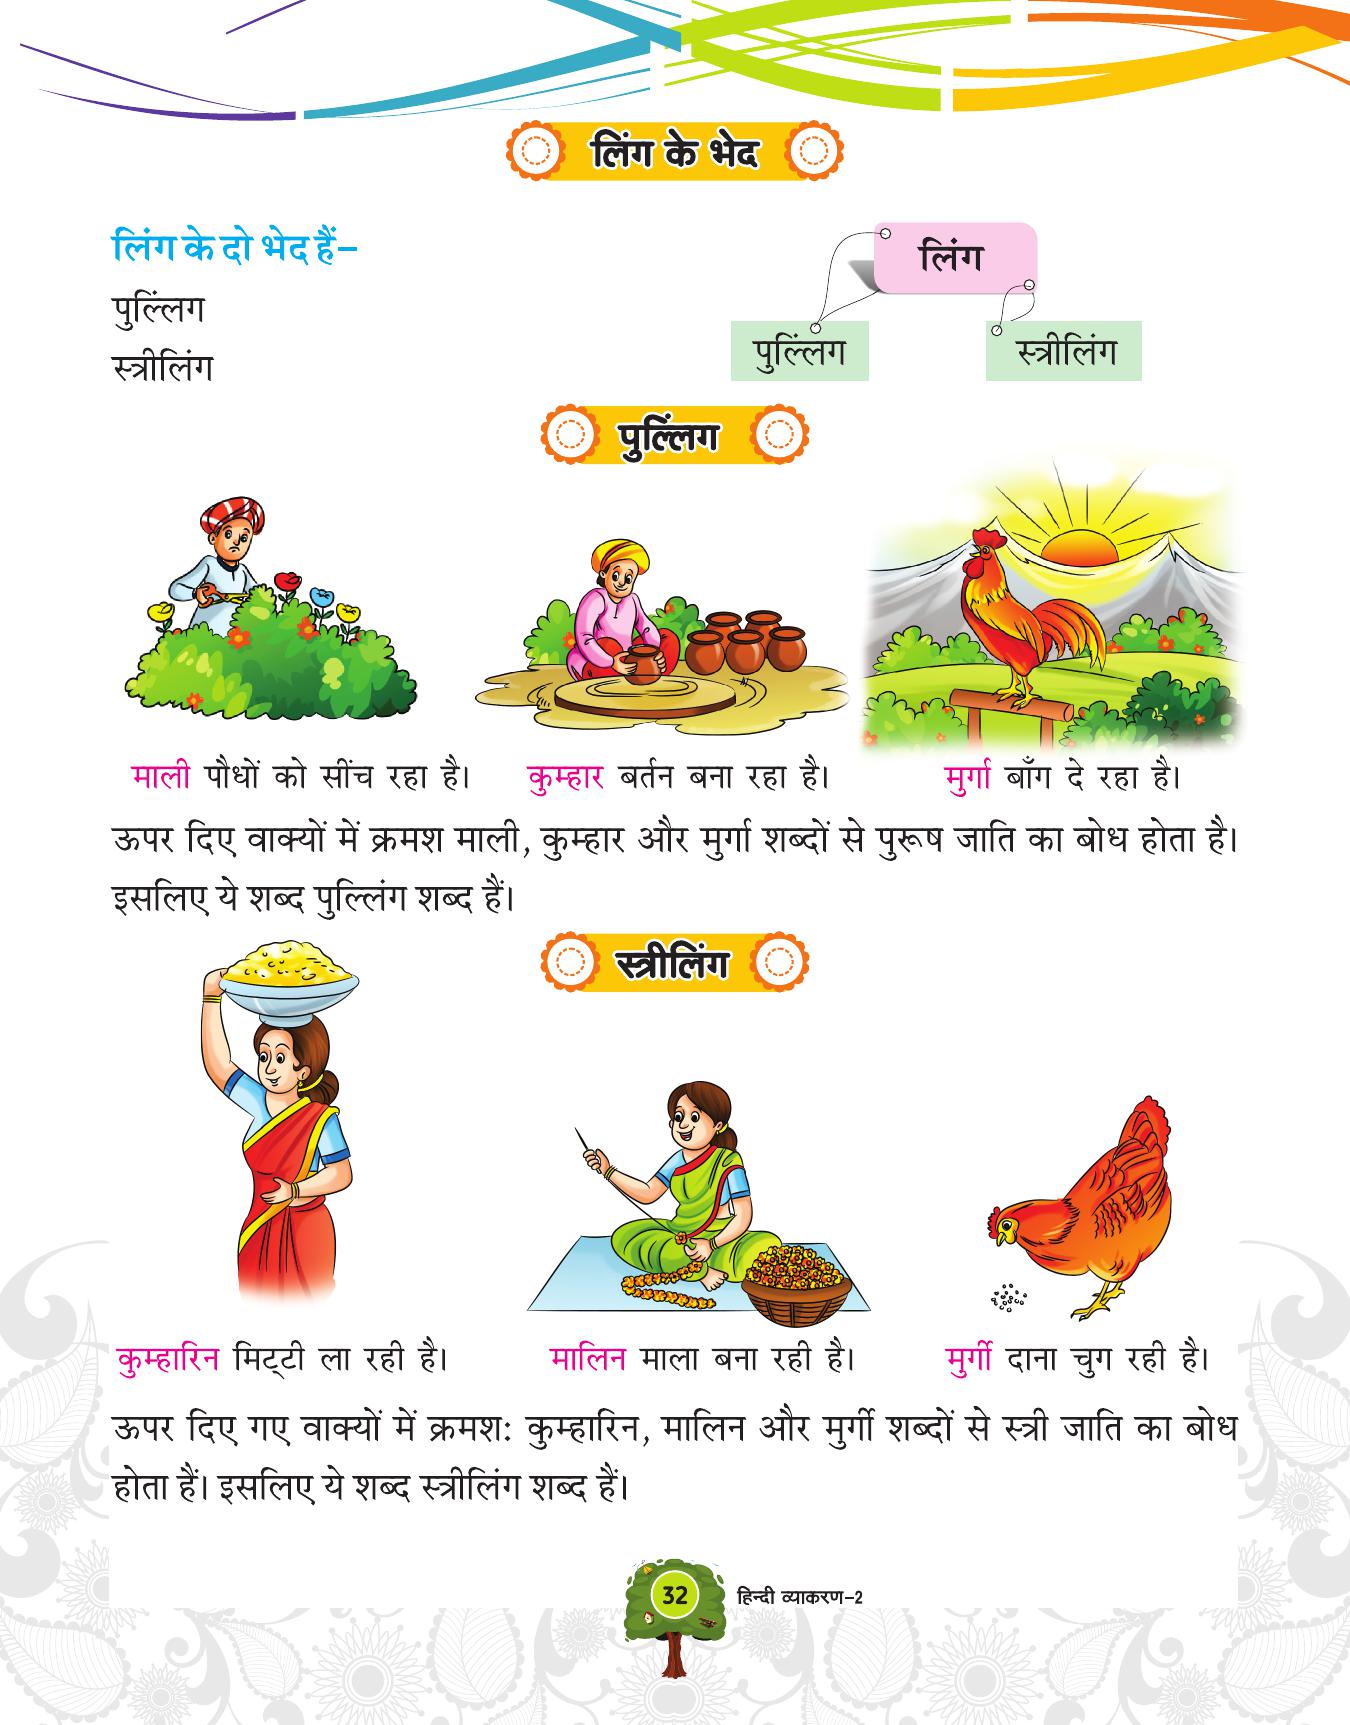 लिंग के भेद
लिंग के दो भेद हैं–
पुल्लिंग
स्त्रीलिंग
लिंग
पुल्लिंग
स्त्रीलिंग
पुल्लिंग
माली पौधों को सींच रहा है।
कुम्हार बर्तन बना रहा है।
मुर्गा बाँग दे रहा है।
ऊपर दिए वाक्यों में क्रमश माली, कुम्हार और मुर्गा शब्दों से पुरूष जाति का बोध होता है।
इसलिए ये शब्द पुल्लिंग शब्द हैं।
स्त्रीलिंग
कुम्हारिन मिट्टी ला रही है।
मालिन माला बना रही है।
मुर्गी दाना चुग रही है।
ऊपर दिए गए वाक्यों में क्रमश: कुम्हारिन, मालिन और मुर्गी शब्दों से स्त्री जाति का बोध
होता हैं। इसलिए ये शब्द स्त्रीलिंग शब्द हैं।
32
हिन्दी व्याकरण–2